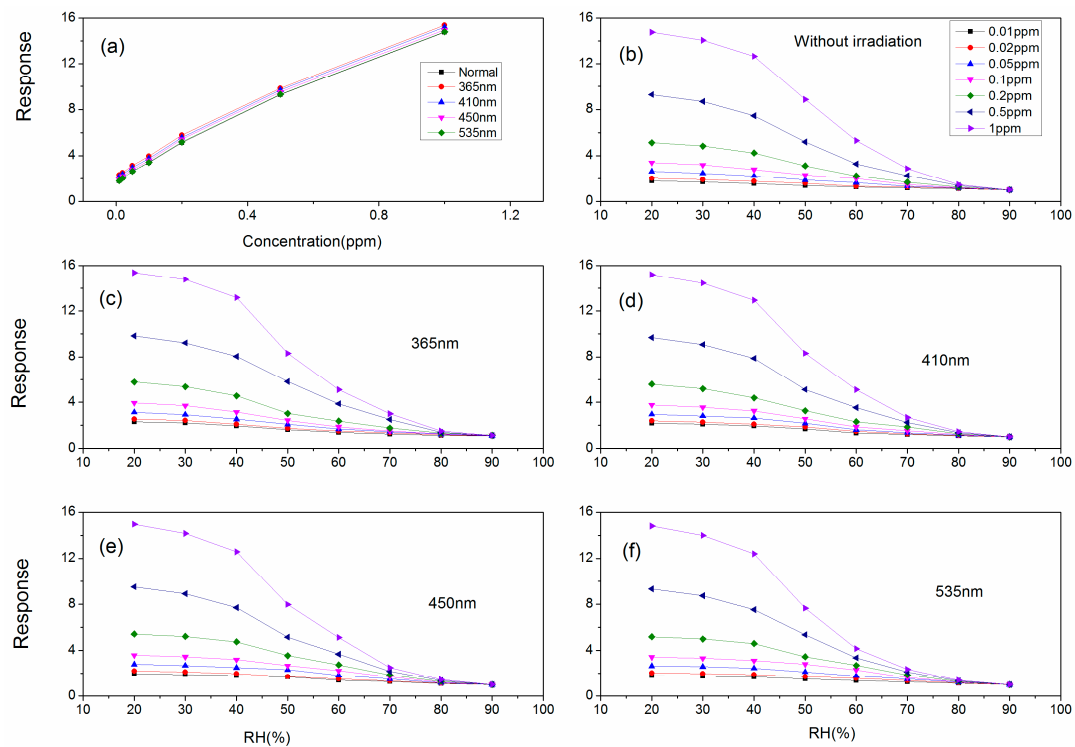 (a)
Response
16
12
8
4
0
0.0
0.4
0.8
1.2
Concentration(ppm)
Normal
365nm
410nm
450nm
535nm
(b)
Without irradiation
16
12
8
4
0
10 20 30 40 50 60 70 80 90 100
0.01ppm
0.02ppm
0.05ppm
0.1ppm
0.2ppm
0.5ppm
1ppm
(c)
365nm
Response
16
12
8
4
0
10 20 30 40 50 60 70 80 90 100
(d)
410nm
16
12
8
4
0
10 20 30 40 50 60 70 80 90 100
(e)
450nm
Response
16
12
8
4
0
10 20 30 40 50 60 70 80 90 100
RH(%)
(f)
535nm
16
12
8
4
0
10 20 30 40 50 60 70 80 90 100
RH(%)